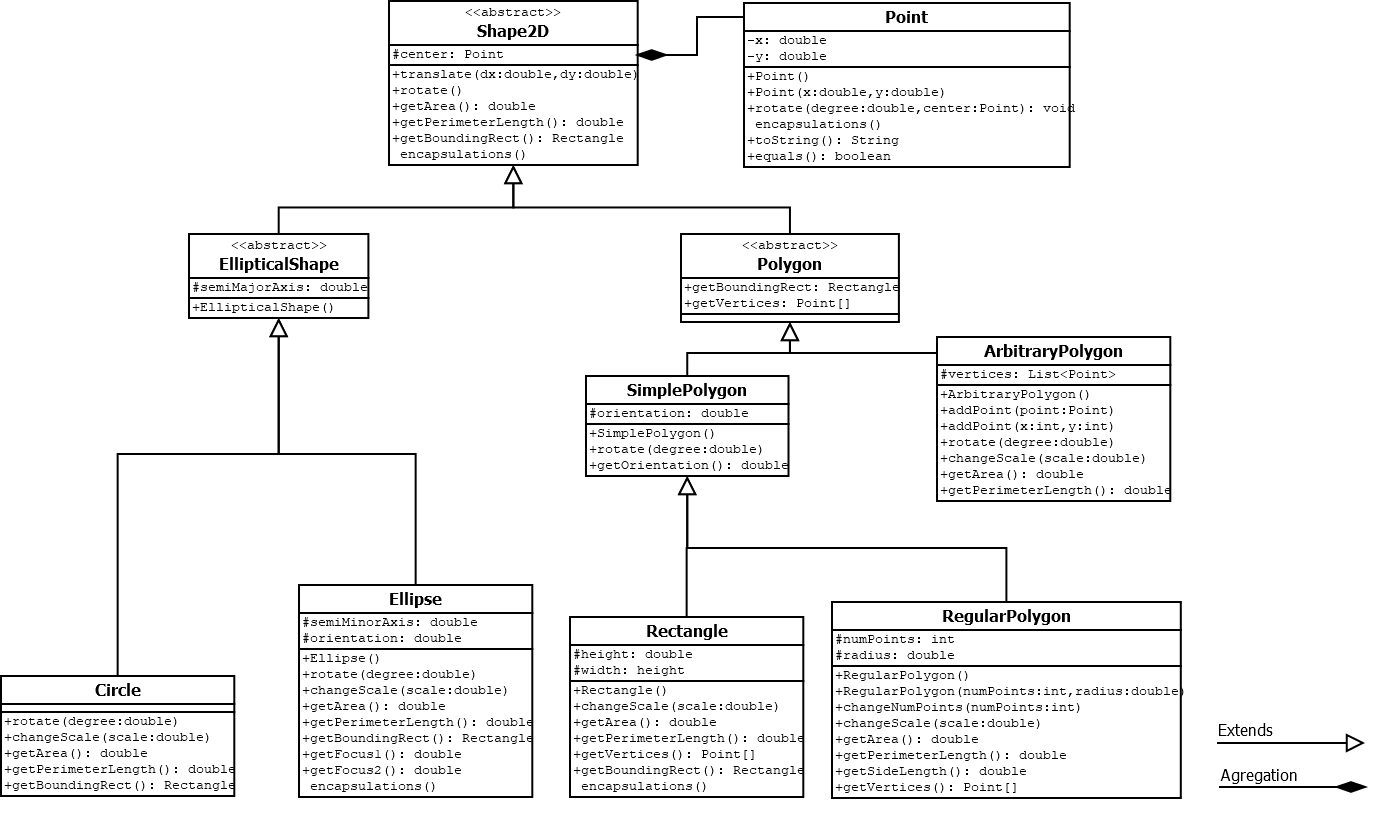 <<abstract>>
Shape2D
#center: Point
+translate(dx:double,dy:double)
+rotate()
+getArea(): double
+getPerimeterLength(): double
+getBoundingRect(): Rectangle
encapsulations()
Point
-x: double
-y: double
+Point()
+Point(x:double,y:double)
+rotate(degree:double,center:Point): void
encapsulations()
+toString(): String
+equals(): boolean
<<abstract>>
EllipticalShape
#semiMajorAxis: double
+EllipticalShape()
<<abstract>>
Polygon
+getBoundingRect: Rectangle
+getVertices: Point[]
SimplePolygon
#orientation: double
+SimplePolygon()
+rotate(degree:double)
+getOrientation(): double
ArbitraryPolygon
#vertices: List<Point>
+ArbitraryPolygon()
+addPoint(point:Point)
+addPoint(x:int,y:int)
+rotate(degree:double)
+changeScale(scale:double)
+getArea(): double
+getPerimeterLength(): double
Circle
+rotate(degree:double)
+changeScale(scale:double)
+getArea(): double
+getPerimeterLength(): double
+getBoundingRect(): Rectangle
Ellipse
#semiMinorAxis: double
#orientation: double
+Ellipse()
+rotate(degree:double)
+changeScale(scale:double)
+getArea(): double
+getPerimeterLength(): double
+getBoundingRect(): Rectangle
+getFocus1(): double
+getFocus2(): double
encapsulations()
Rectangle
#height: double
#width: height
+Rectangle()
+changeScale(scale:double)
+getArea(): double
+getPerimeterLength(): double
+getVertices(): Point[]
+getBoundingRect(): Rectangle
encapsulations()
RegularPolygon
#numPoints: int
#radius: double
+RegularPolygon()
+RegularPolygon(numPoints:int,radius:double)
+changeNumPoints(numPoints:int)
+changeScale(scale:double)
+getArea(): double
+getPerimeterLength(): double
+getSideLength(): double
+getVertices(): Point[]
Extends
Agregation